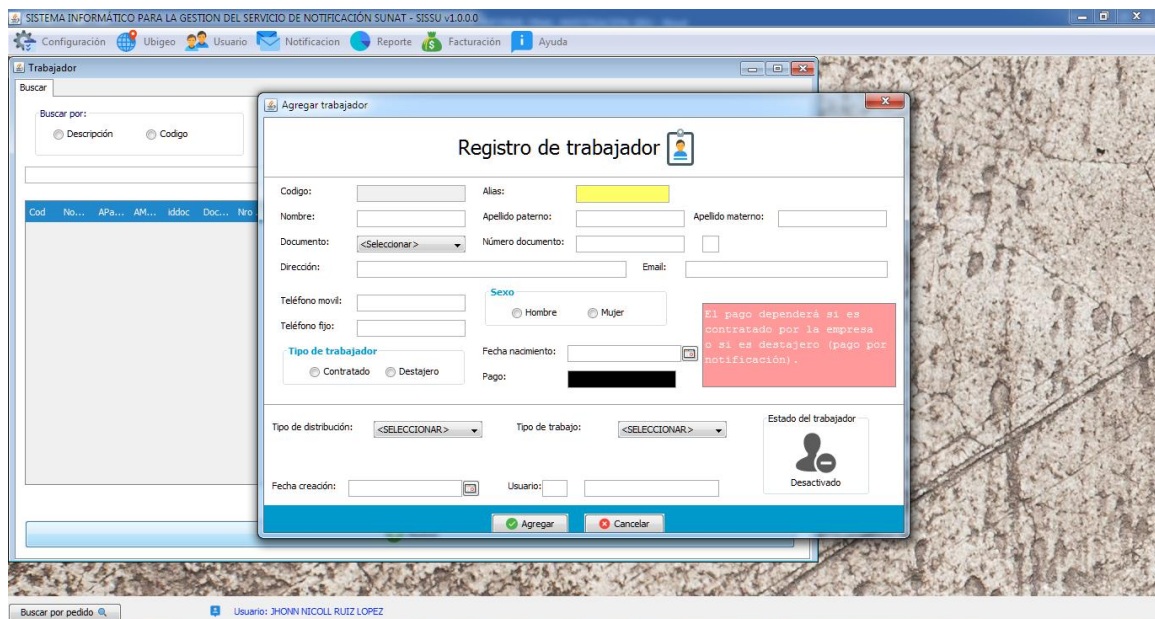 SISTEMA INFORMÁTICO PARA LA GESTION DEL SERVICIO DE NOTIFICACIÓN SUNAT - SISSU v1.0.0.0
Configuración Ubigeo Usuario Notificacion Reporte Facturación Ayuda
Trabajador
Buscar
Buscar por:
Descripción Codigo
Cod No... APa... AM... iddoc Doc... Nro
Agregar trabajador
Registro de trabajador
Codigo: Alias:
Nombre: Apellido paterno: Apellido materno:
Documento: <Seleccionar> Número documento:
Dirección: Email:
Teléfono movil:
Sexo
Hombre Mujer
Teléfono fijo:
El pago dependerá si es
contratado por la empresa
o si es destajero (pago por
notificación).
Tipo de trabajador
Contratado Destajero
Fecha nacimiento:
Pago:
Tipo de distribución: <SELECCIONAR> Tipo de trabajo: <SELECCIONAR>
Estado del trabajador
Desactivado
Fecha creación: Usuario:
Agregar Cancelar
Buscar por pedido Usuario: JHONN NICOLL RUIZ LOPEZ